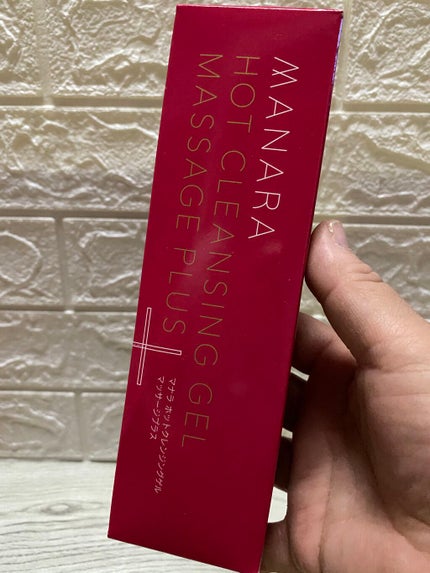 MANARA
HOT CLEANSING GEL
MASSAGE PLUS
マナラ ホットクレンジングゲル
マッサージプラス